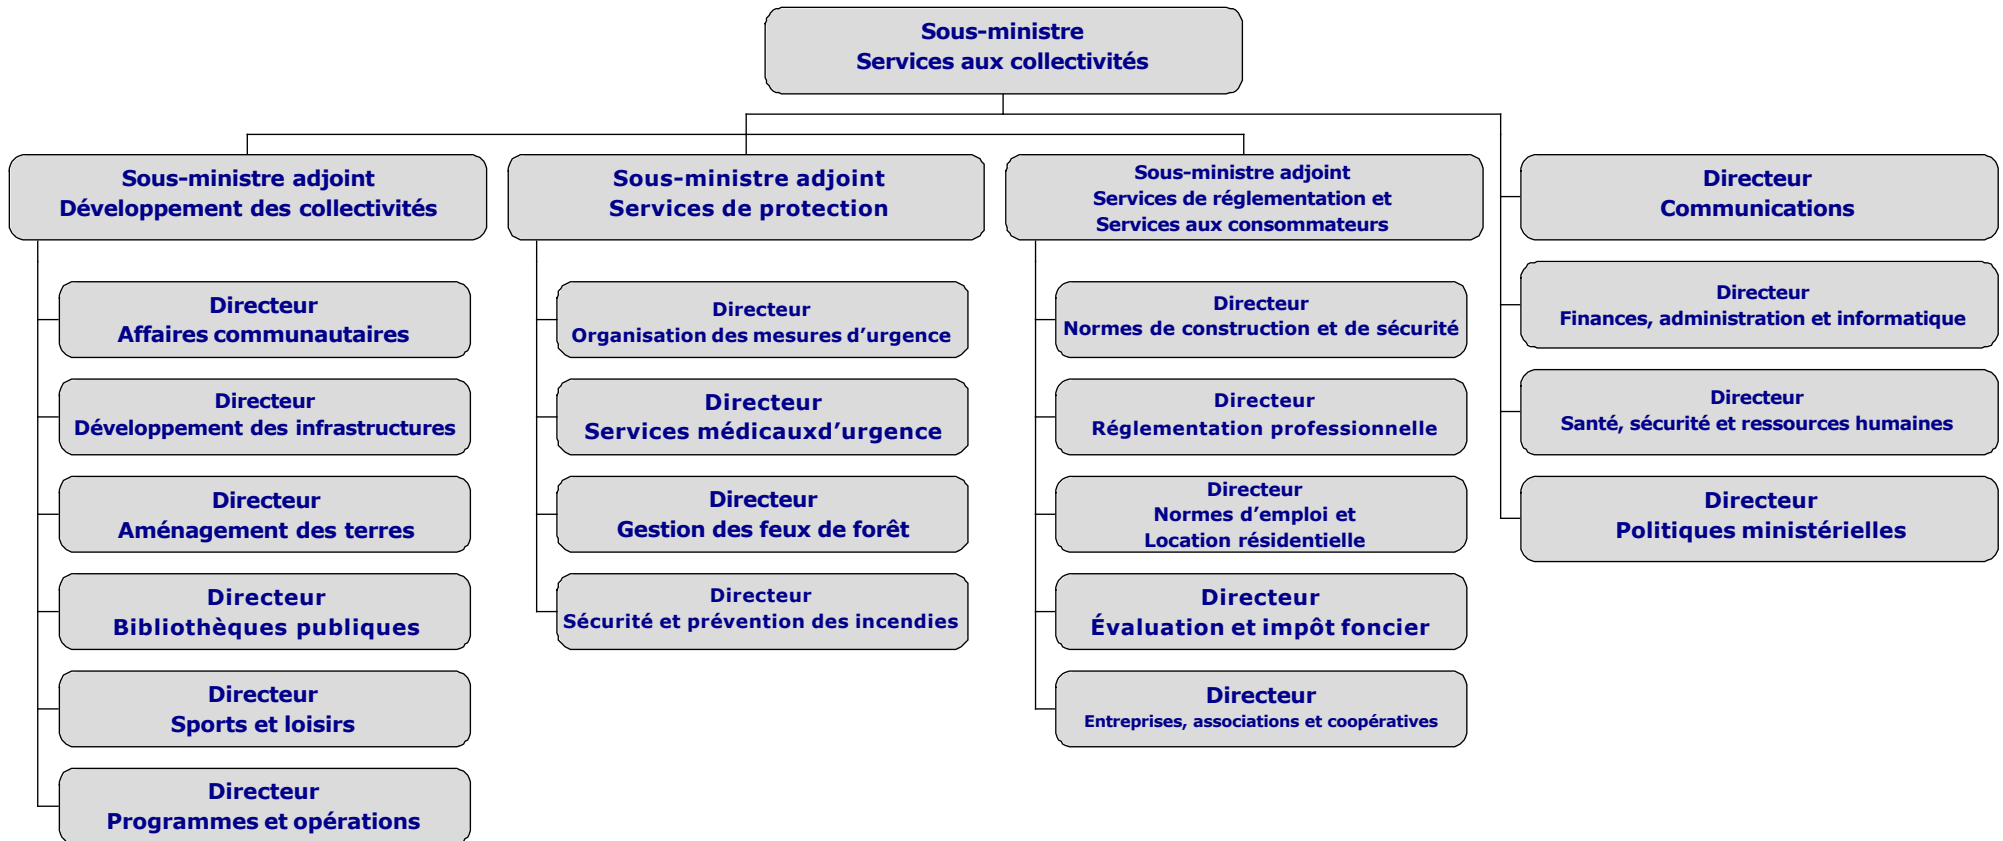 Sous-ministre
Services aux collectivités
Sous-ministre adjoint
Développement des collectivités
Directeur
Affaires communautaires
Directeur
Développement des infrastructures
Directeur
Aménagement des terres
Directeur
Bibliothèques publiques
Directeur
Sports et loisirs
Directeur
Programmes et opérations
Sous-ministre adjoint
Services de protection
Directeur
Organisation des mesures d’urgence
Directeur
Services médicauxd’urgence
Directeur
Gestion des feux de forêt
Directeur
Sécurité et prévention des incendies
Sous-ministre adjoint
Services de réglementation et
Services aux consommateurs
Directeur
Normes de construction et de sécurité
Directeur
Réglementation professionnelle
Directeur
Normes d’emploi et
Location résidentielle
Directeur
Évaluation et impôt foncier
Directeur
Entreprises, associations et coopératives
Directeur
Communications
Directeur
Finances, administration et informatique
Directeur
Santé, sécurité et ressources humaines
Directeur
Politiques ministérielles